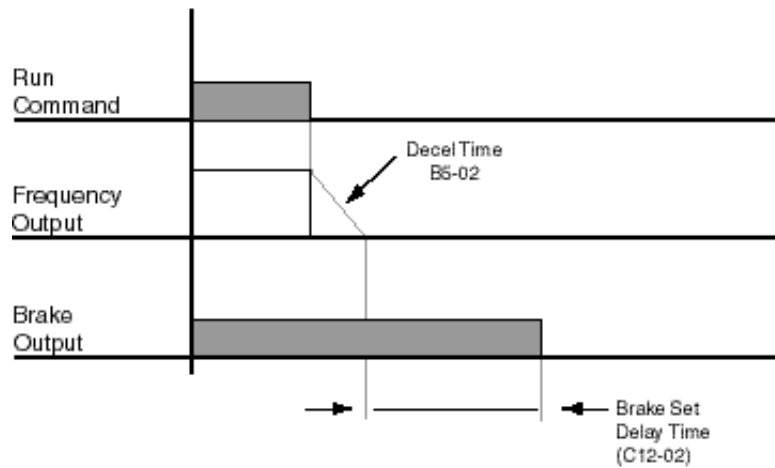 Run
Command
Decel Time
B5-02
Frequency
Output
Brake
Output
Brake Set
Delay Time
(C12-02)